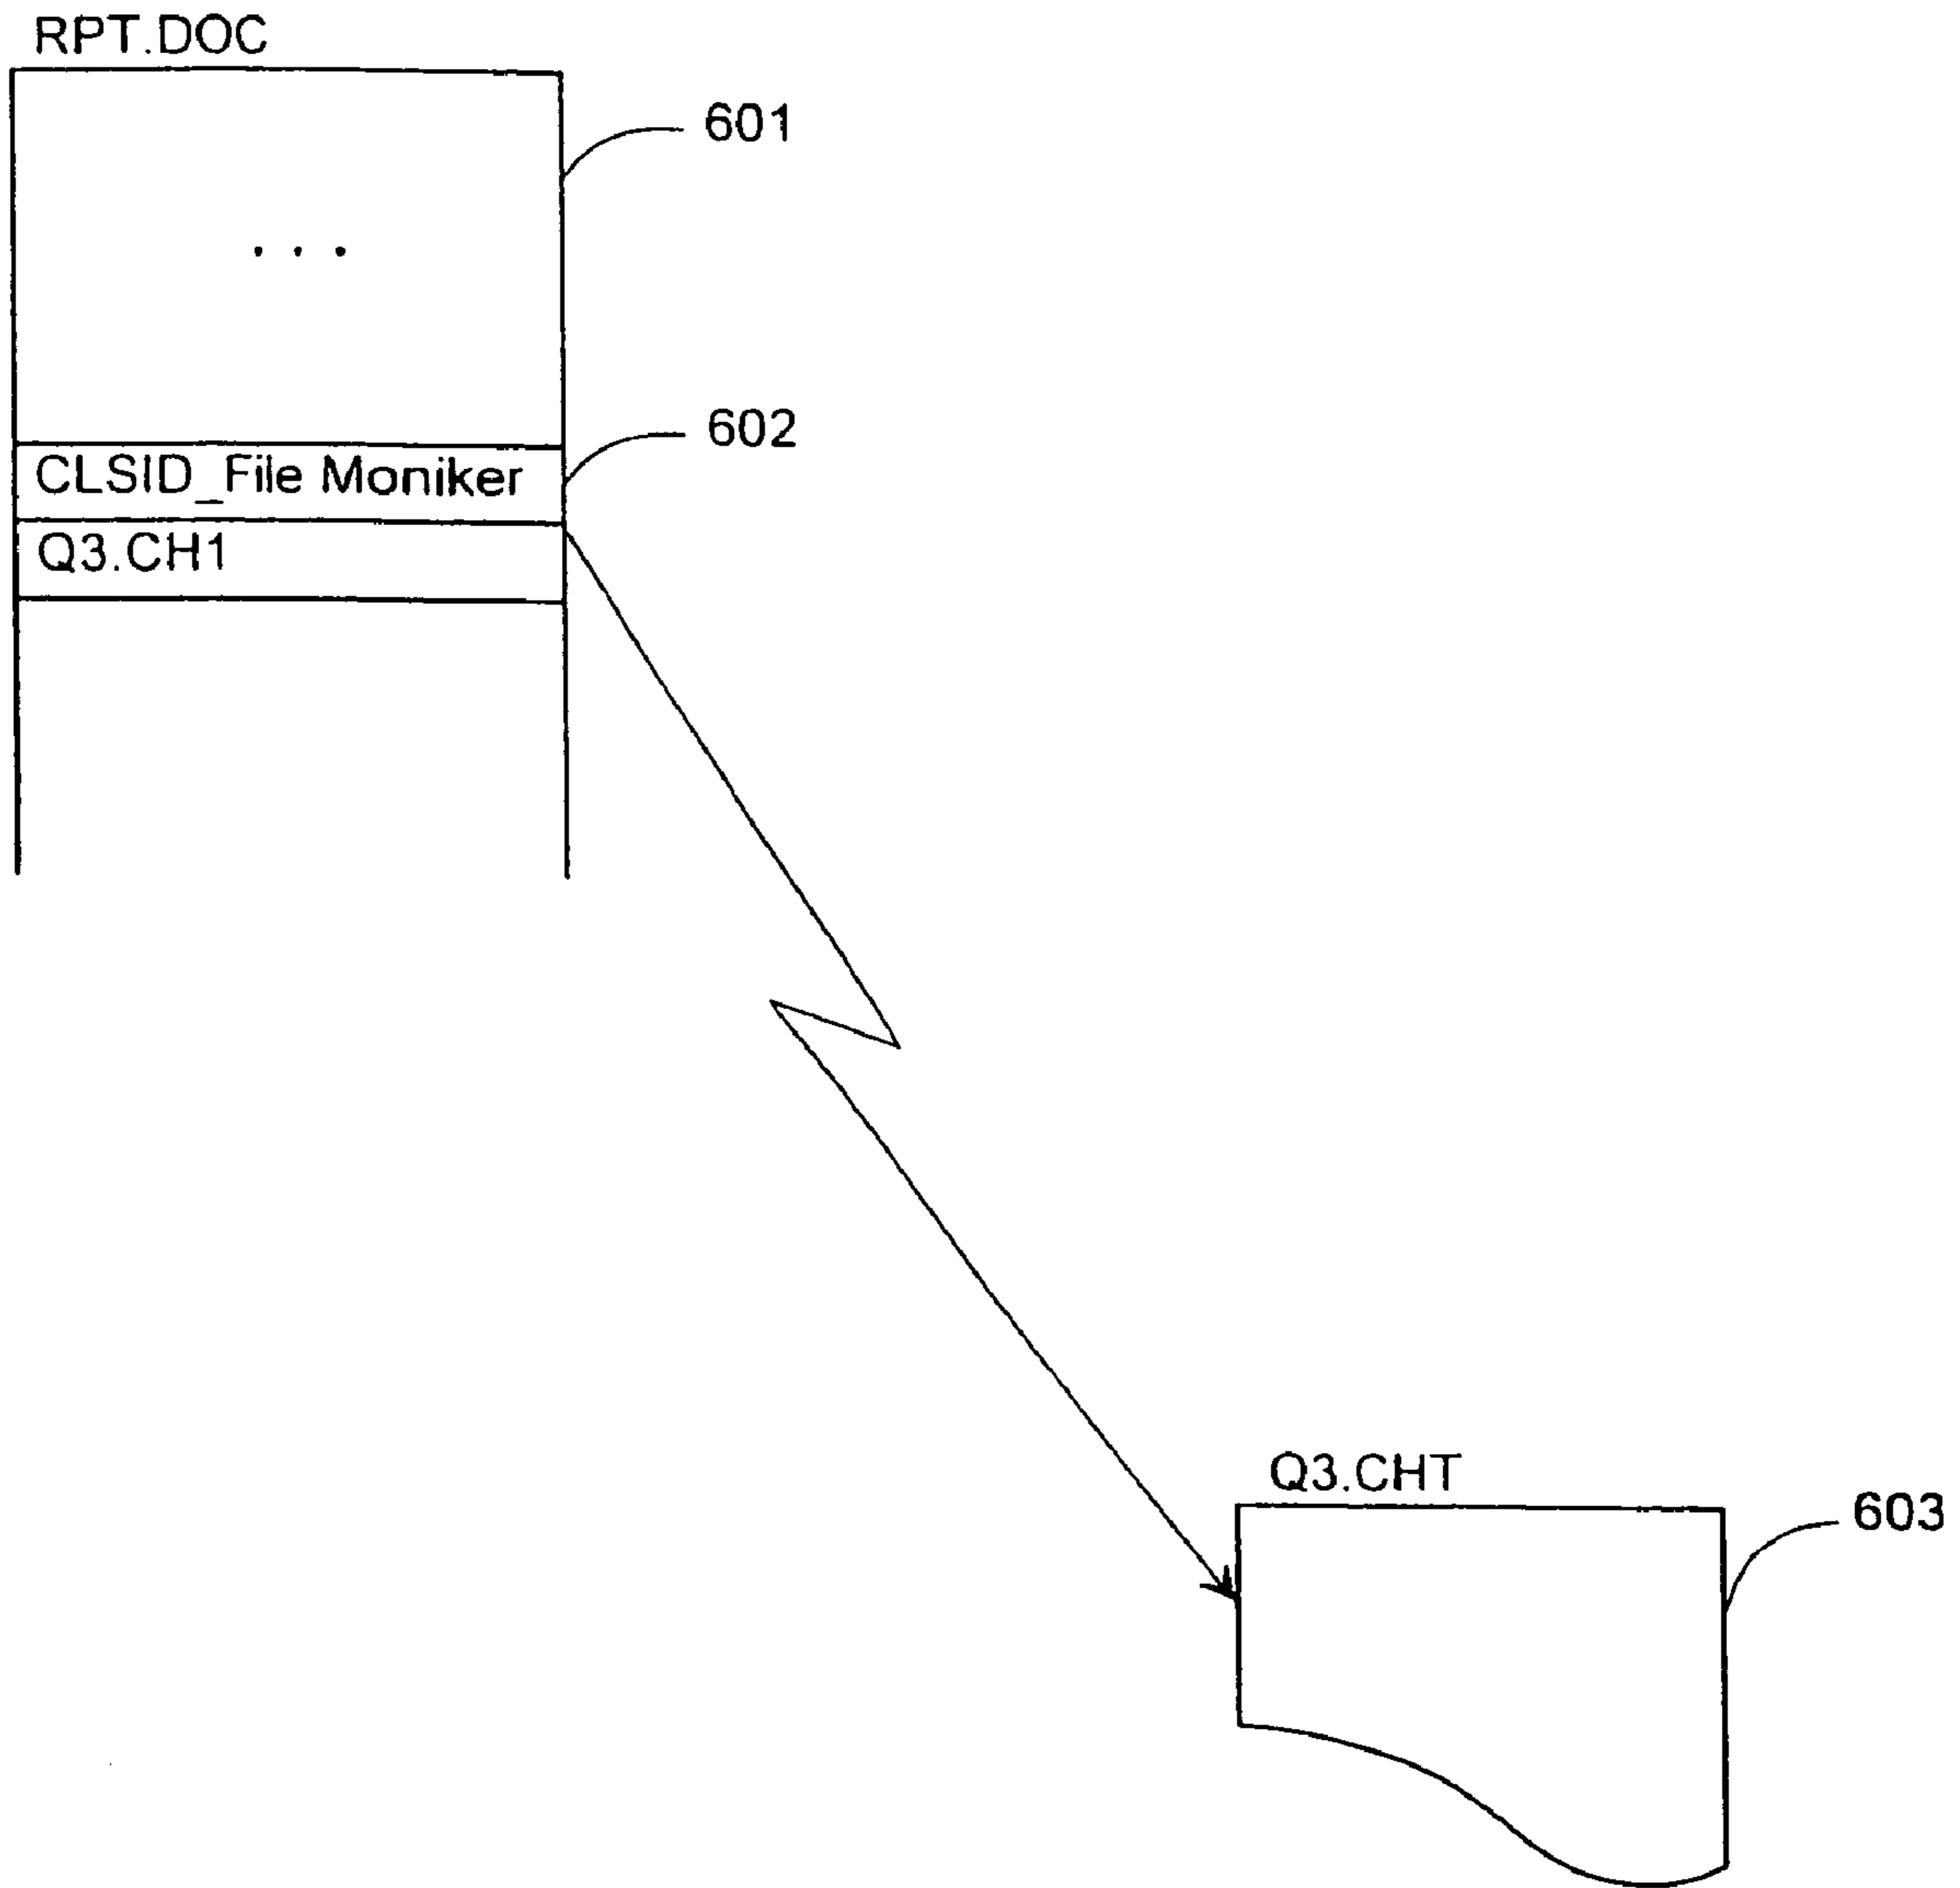 RPT.DOC
601
. . .
602
CLSID_File Moniker
Q3.CH1
Q3.CHT
603